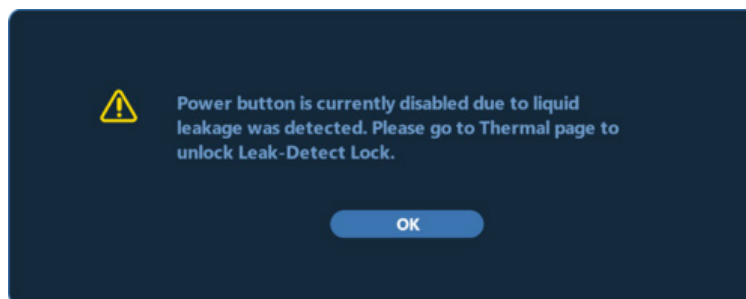 Power button is currently disabled due to liquid
leakage was detected. Please go to Thermal page to
unlock Leak-Detect Lock.
OK